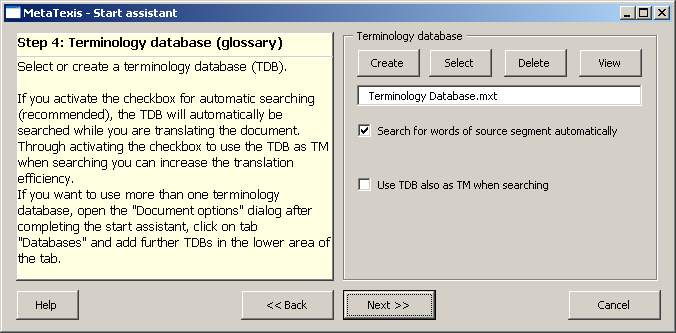 MetaTexis - Start assistant
Step 4: Terminology database (glossary)
Select or create a terminology database (TDB).
If you activate the checkbox for automatic searching
(recommended), the TDB will automatically be
searched while you are translating the document.
Through activating the checkbox to use the TDB as TM
when searching you can increase the translation
efficiency.
If you want to use more than one terminology
database, open the "Document options" dialog after
completing the start assistant, click on tab
"Databases" and add further TDBs in the lower area of
the tab.
Terminology database
Create Select Delete View
Terminology Database.mxt
Search for words of source segment automatically
Use TDB also as TM when searching
Help << Back Next >> Cancel